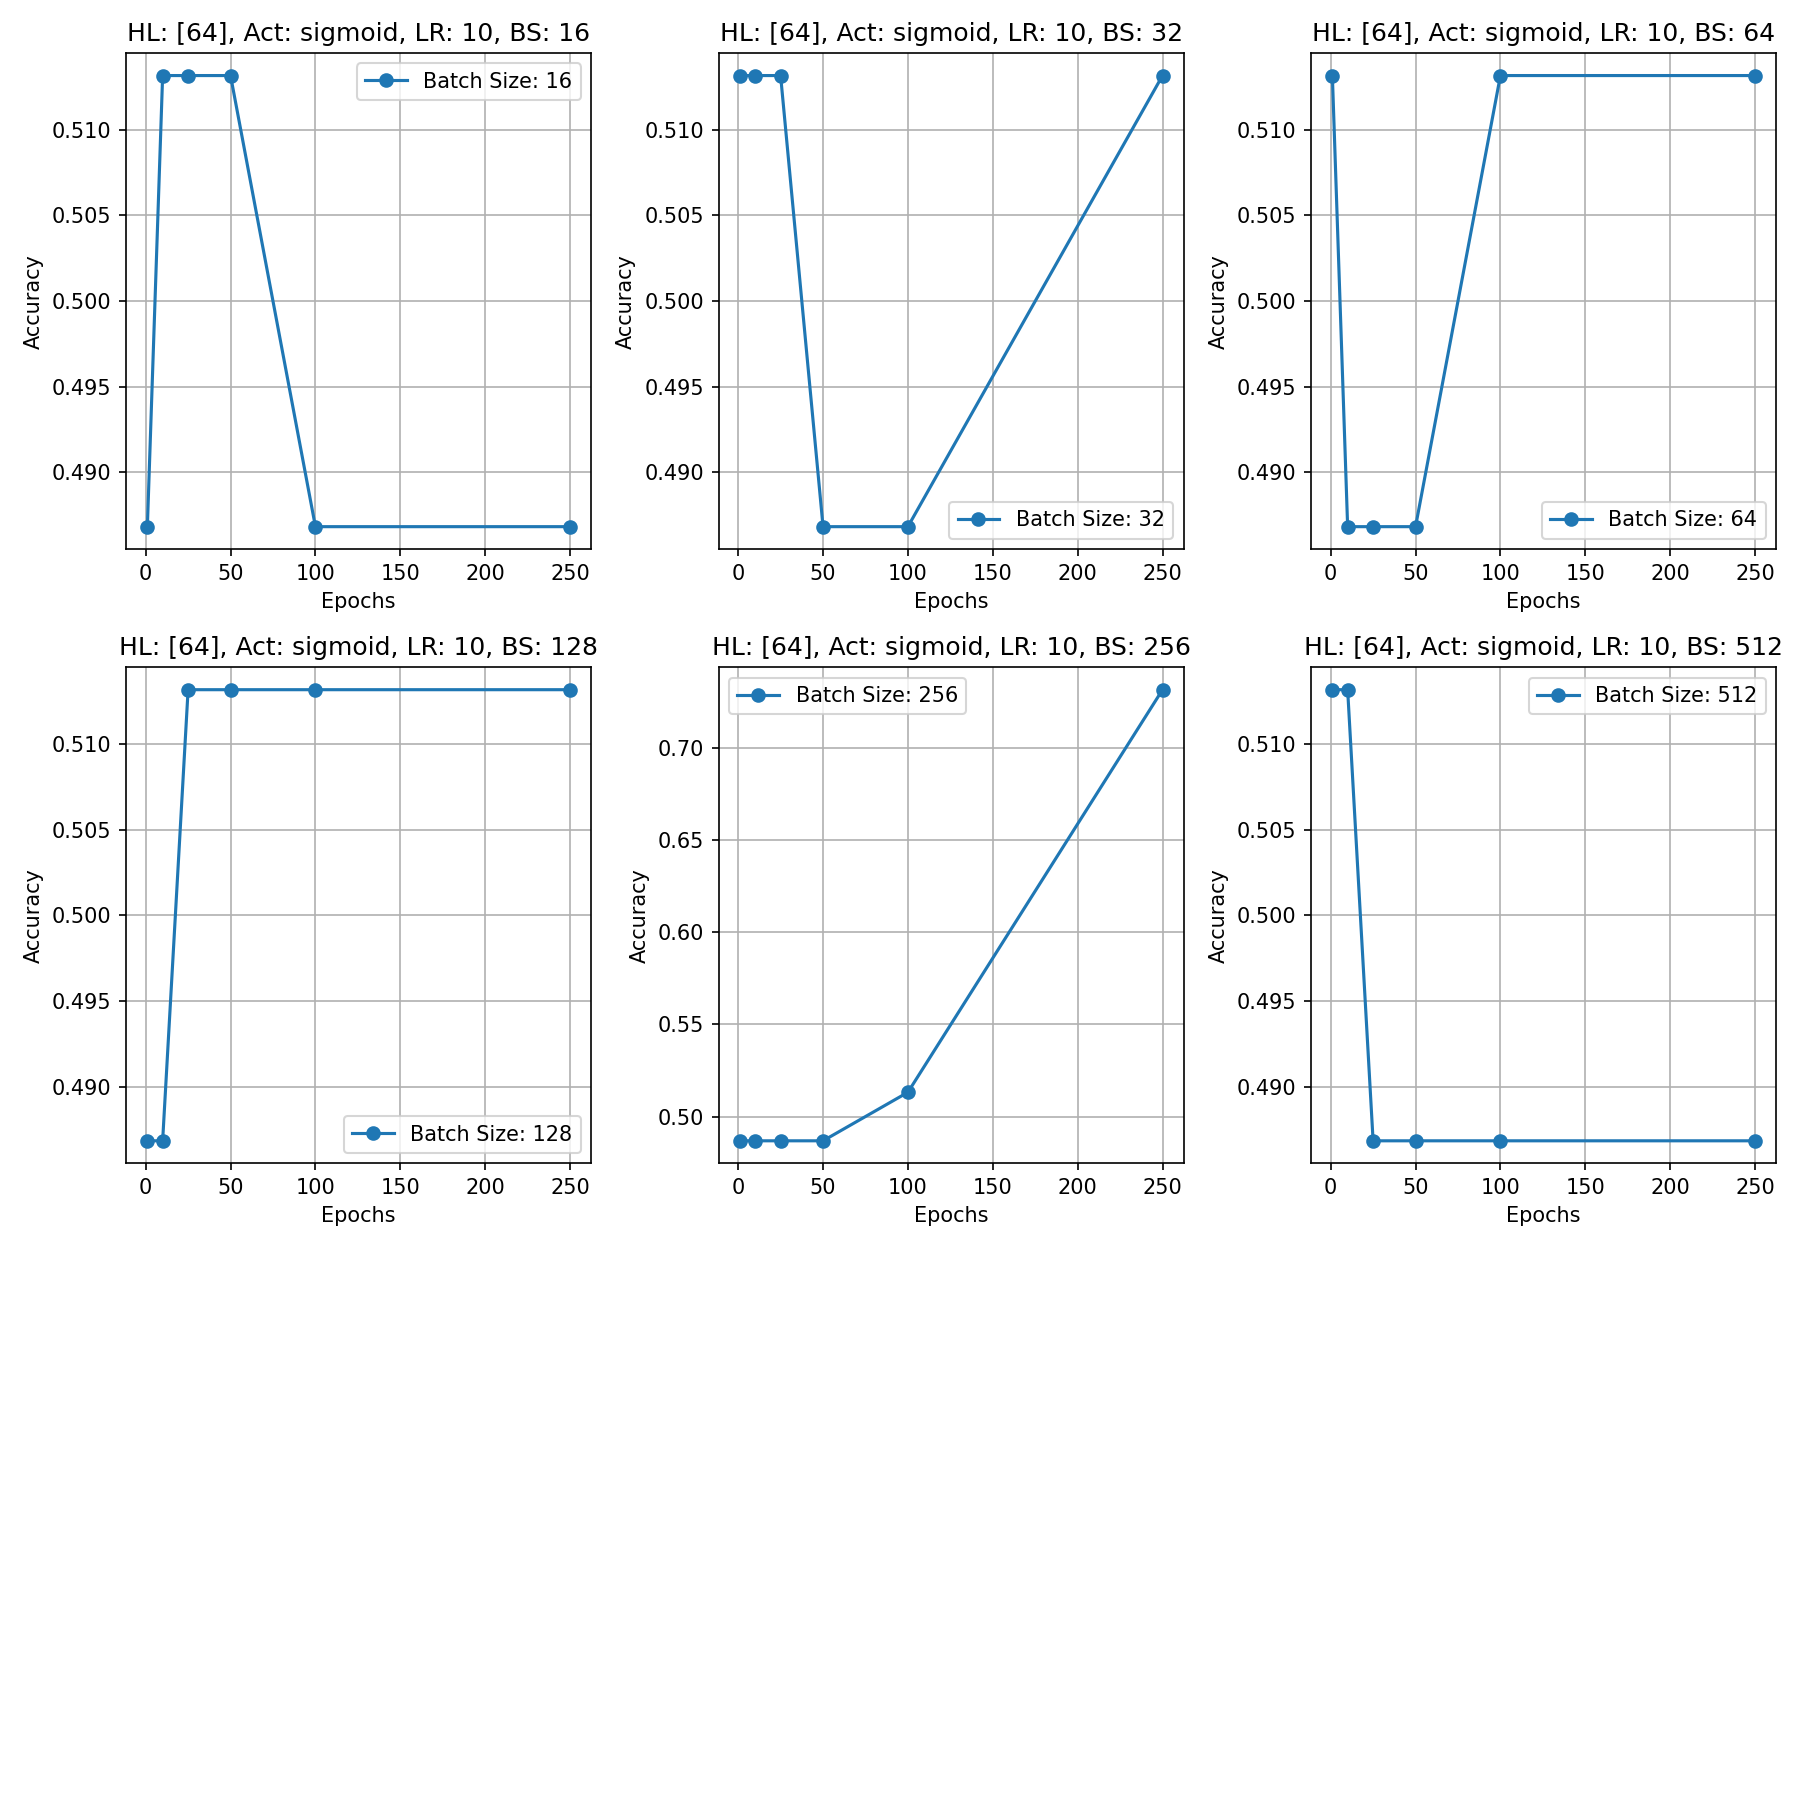 HL: [64], Act: sigmoid, LR: 10, BS: 16
Batch Size: 16
0.510
0.505
0.500
0.495
0.490
Accuracy
0 50 100 150 200 250
Epochs
HL: [64], Act: sigmoid, LR: 10, BS: 32
0.510
0.505
0.500
0.495
0.490
Accuracy
Batch Size: 32
0 50 100 150 200 250
Epochs
HL: [64], Act: sigmoid, LR: 10, BS: 64
0.510
0.505
0.500
0.495
0.490
Accuracy
Batch Size: 64
0 50 100 150 200 250
Epochs
HL: [64], Act: sigmoid, LR: 10, BS: 128
0.510
0.505
0.500
0.495
0.490
Accuracy
Batch Size: 128
0 50 100 150 200 250
Epochs
HL: [64], Act: sigmoid, LR: 10, BS: 256
Batch Size: 256
0.70
0.65
0.60
0.55
0.50
Accuracy
0 50 100 150 200 250
Epochs
HL: [64], Act: sigmoid, LR: 10, BS: 512
Batch Size: 512
0.510
0.505
0.500
0.495
0.490
Accuracy
0 50 100 150 200 250
Epochs